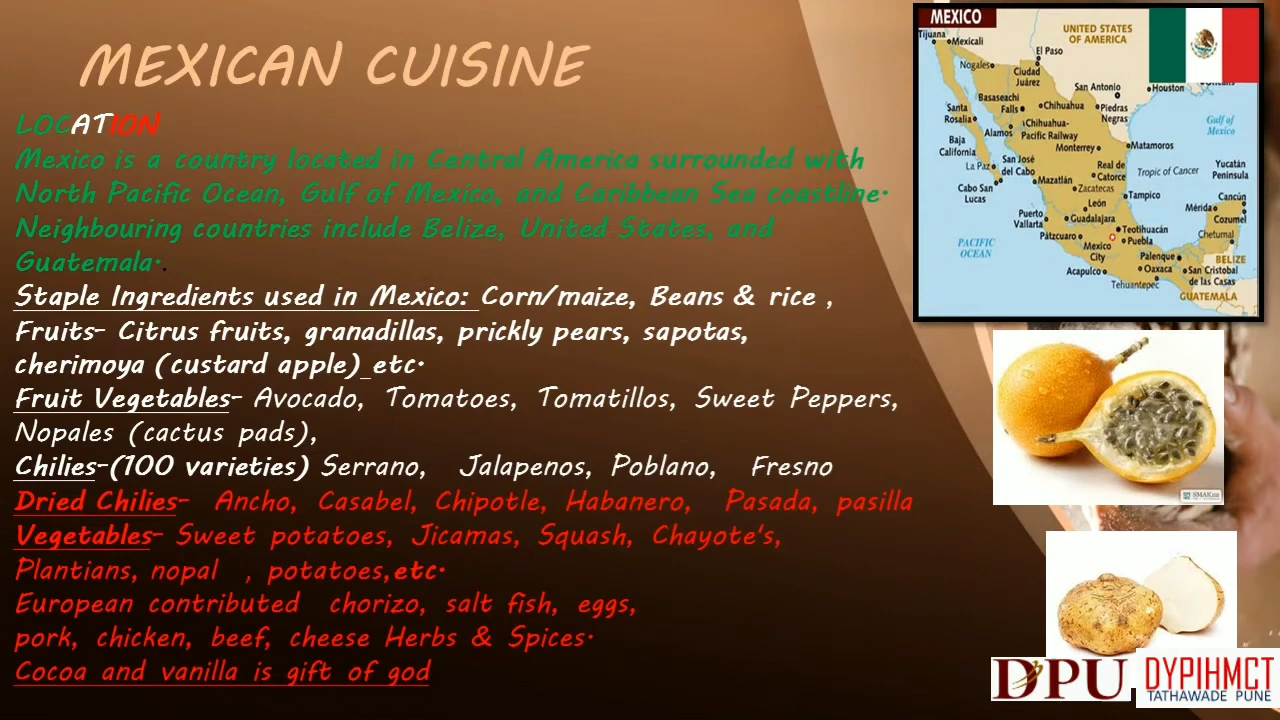 MEXICAN CUISINE
LOCATION
Mexico is a country located in Central America surrounded with
North Pacific Ocean, Gulf of Mexico, and Caribbean Sea coastline.
Neighbouring countries include Belize, United States, and
Guatemala. .
Staple Ingredients used in Mexico: Corn/maize, Beans & rice ,
Fruits- Citrus fruits, granadillas, prickly pears, sapotas,
cherimoya (custard apple) etc.
Fruit Vegetables- Avocado, Tomatoes, Tomatillos, Sweet Peppers,
Nopales (cactus pads),
Chilies-(100 varieties) Serrano, Jalapenos, Poblano, Fresno
Dried Chilies- Ancho, Casabel, Chipotle, Habanero, Pasada, pasilla
Vegetables- Sweet potatoes, Jicamas, Squash, Chayote's,
Plantians, nopal , potatoes,etc.
European contributed chorizo, salt fish, eggs,
pork, chicken, beef, cheese Herbs & Spices.
Cocoa and vanilla is gift of god
MEXICO
UNITED STATES
OF AMERICA
Tijuana
Mexicali
El Paso
Nogales
Ciudad
Juárez
San Antonio
Houston
Basaseachi
Falls
Chihuahua
Piedras
Negras
Santa
Rosalia
Gulf of
Mexico
Alamos
Chihuahua-
Pacific Railway
Baja
California
Monterrey
Matamoros
La Paz
San José
del Cabo
Real de
Catorce
Tropic of Cancer
Yucatán
Peninsula
Mazatlán
Zacatecas
Cabo San
Lucas
Tampico
Cancún
León
Mérida
Cozumel
Puerto
Vallarta
Guadalajara
Teotihuacán
Chetumal
Pátzcuaro
Puebla
PACIFIC
OCEAN
Mexico
City
Palenque
BELIZE
Acapulco
Oaxaca
San Cristobal
de las Casas
Tehuantepec
GUATEMALA
DPU
DYPIHMCT
TATHAWADE PUNE